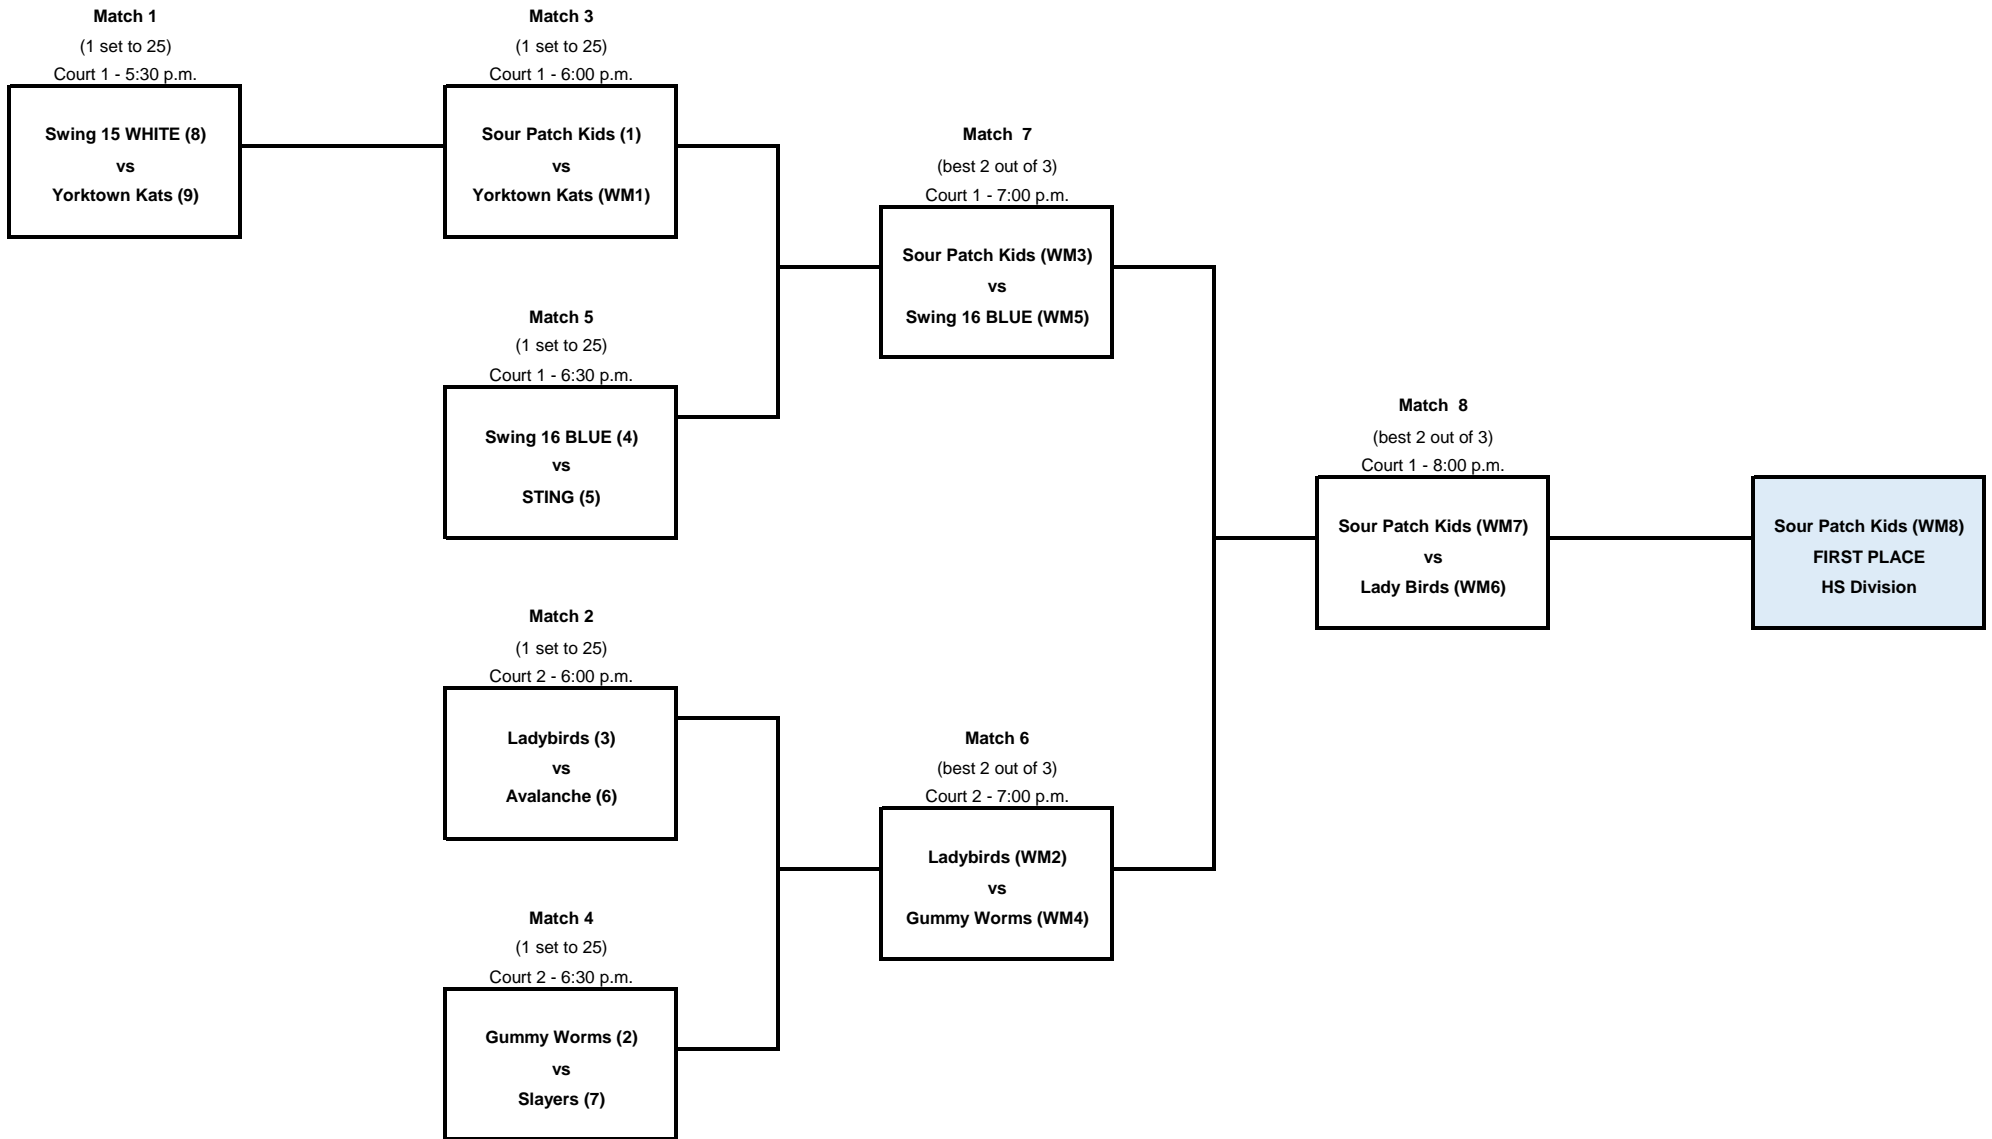 Match 1
(1 set to 25)
Court 1 - 5:30 p.m.
Swing 15 WHITE (8)
vs
Yorktown Kats (9)
Match 3
(1 set to 25)
Court 1 - 6:00 p.m.
Sour Patch Kids (1)
vs
Yorktown Kats (WM1)
Match 5
(1 set to 25)
Court 1 - 6:30 p.m.
Swing 16 BLUE (4)
vs
STING (5)
Match 2
(1 set to 25)
Court 2 - 6:00 p.m.
Ladybirds (3)
vs
Avalanche (6)
Match 4
(1 set to 25)
Court 2 - 6:30 p.m.
Gummy Worms (2)
vs
Slayers (7)
Match 7
(best 2 out of 3)
Court 1 - 7:00 p.m.
Sour Patch Kids (WM3)
vs
Swing 16 BLUE (WM5)
Match 6
(best 2 out of 3)
Court 2 - 7:00 p.m.
Ladybirds (WM2)
vs
Gummy Worms (WM4)
Match 8
(best 2 out of 3)
Court 1 - 8:00 p.m.
Sour Patch Kids (WM7)
vs
Lady Birds (WM6)
Sour Patch Kids (WM8)
FIRST PLACE
HS Division